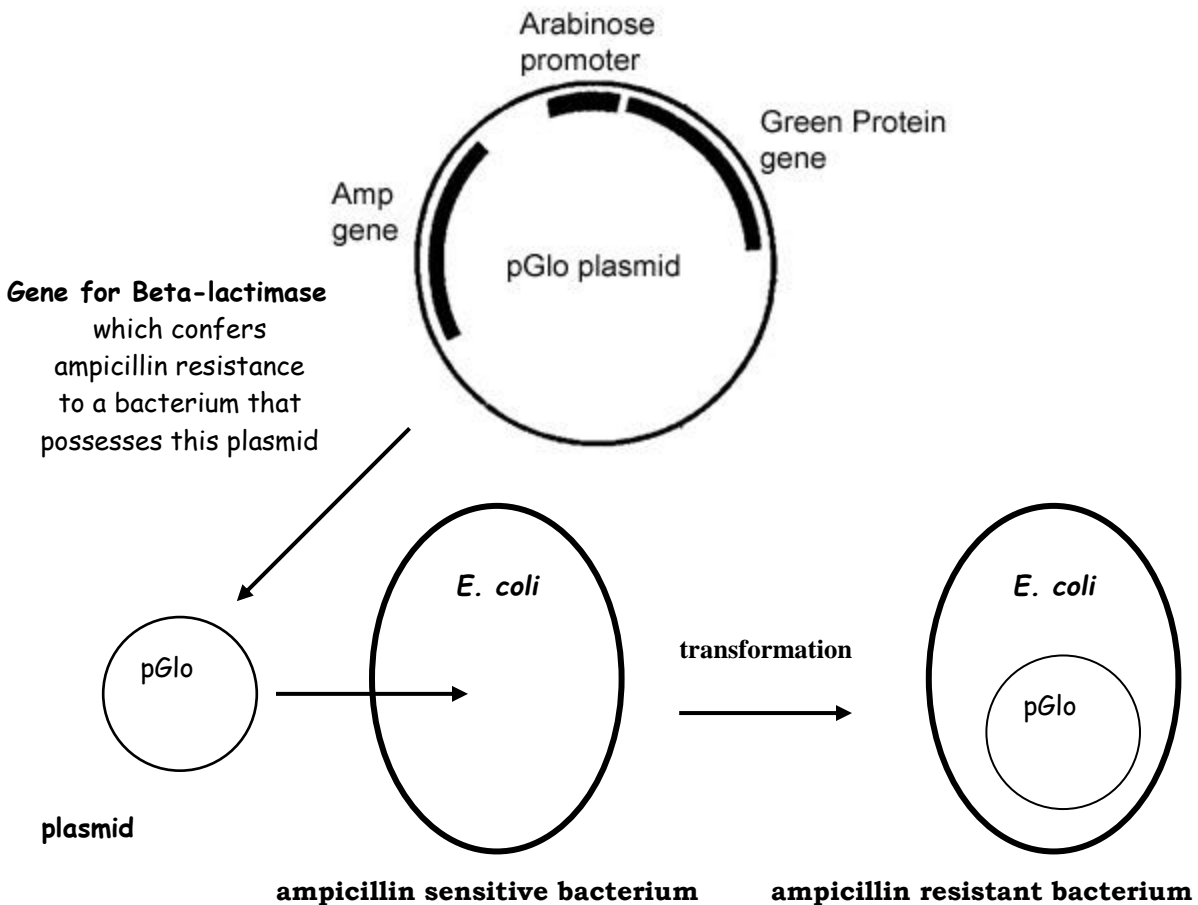 Arabinose
promoter
Green Protein
gene
Amp
gene
pGlo plasmid
Gene for Beta-lactimase
which confers
ampicillin resistance
to a bacterium that
possesses this plasmid
E. coli
E. coli
transformation
pGlo
pGlo
plasmid
ampicillin sensitive bacterium
ampicillin resistant bacterium